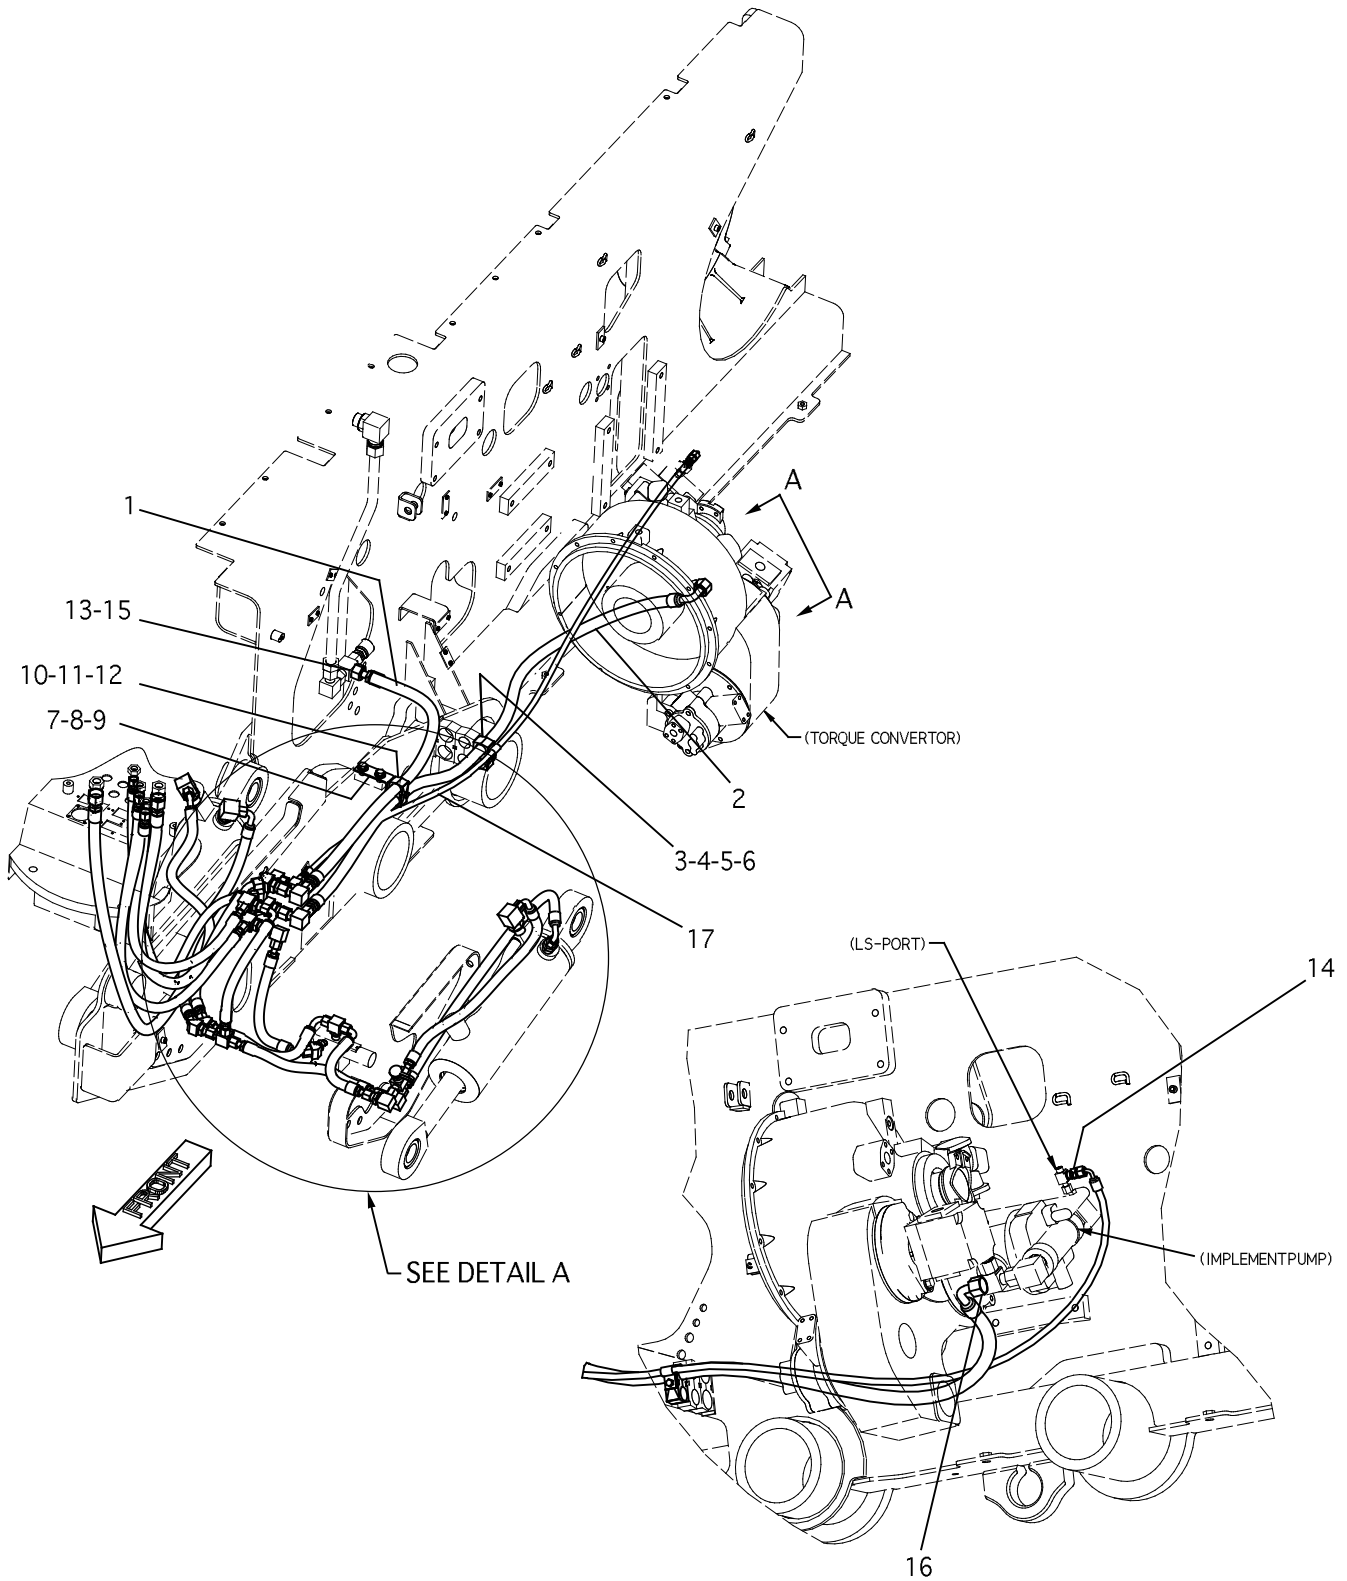 A
1
A
13-15
10-11-12
7-8-9
(TORQUE CONVERTOR)
2
3-4-5-6
17
(LS-PORT)
14
FRONT
(IMPLEMENTPUMP)
SEE DETAIL A
16